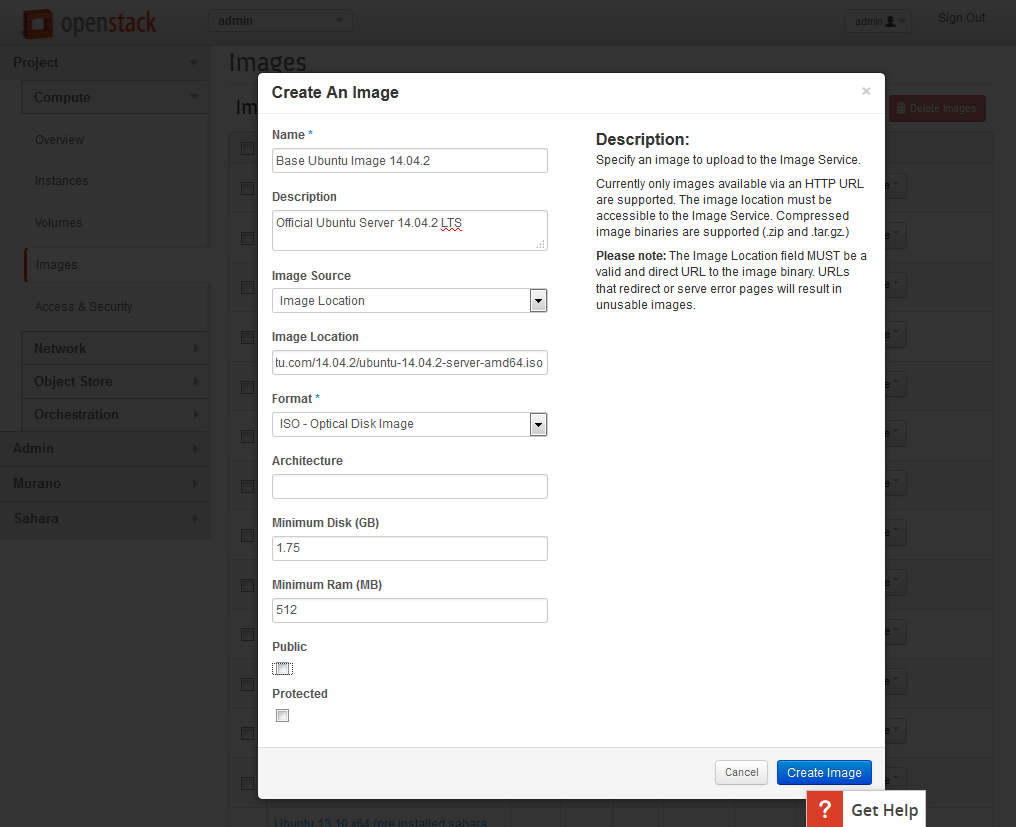 openstack
admin
admin
Sign Out
Project
Compute
Overview
Instances
Volumes
Images
Access & Security
Network
Object Store
Orchestration
Admin
Murano
Sahara
Images
Im
Delete Images
Create An Image
×
Name *
Base Ubuntu Image 14.04.2
Description
Official Ubuntu Server 14.04.2 LTS
Image Source
Image Location
Image Location
tu.com/14.04.2/ubuntu-14.04.2-server-amd64.iso
Format *
ISO - Optical Disk Image
Architecture
Minimum Disk (GB)
1.75
Minimum Ram (MB)
512
Public
Protected
Description:
Specify an image to upload to the Image Service.
Currently only images available via an HTTP URL
are supported. The image location must be
accessible to the Image Service. Compressed
image binaries are supported (.zip and .tar.gz.)
Please note: The Image Location field MUST be a
valid and direct URL to the image binary. URLs
that redirect or serve error pages will result in
unusable images.
Cancel
Create Image
? Get Help
Ubuntu 13.10 x64 (pre installed sahara